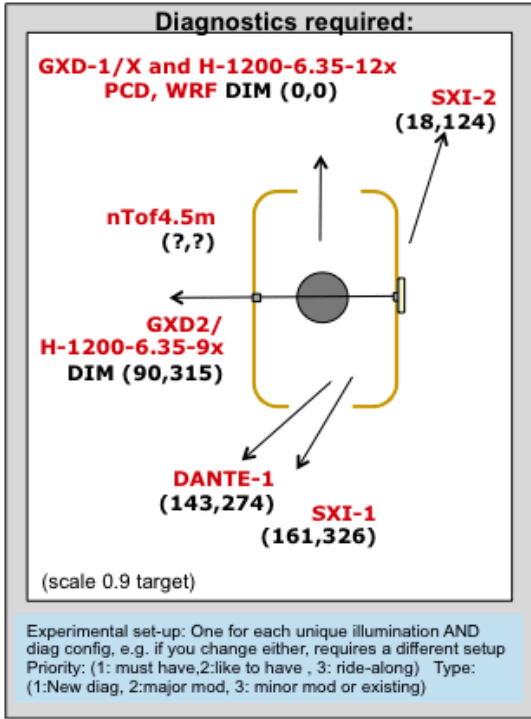 Diagnostics required:
GXD-1/X and H-1200-6.35-12x
PCD, WRF DIM (0,0)
SXI-2
(18,124)
nTof4.5m
(?,?)
GXD2/
H-1200-6.35-9x
DIM (90,315)
DANTE-1
(143,274)
SXI-1
(161,326)
(scale 0.9 target)
Experimental set-up: One for each unique illumination AND
diag config, e.g. if you change either, requires a different setup
Priority: (1: must have,2:like to have , 3: ride-along) Type:
(1:New diag, 2:major mod, 3: minor mod or existing)